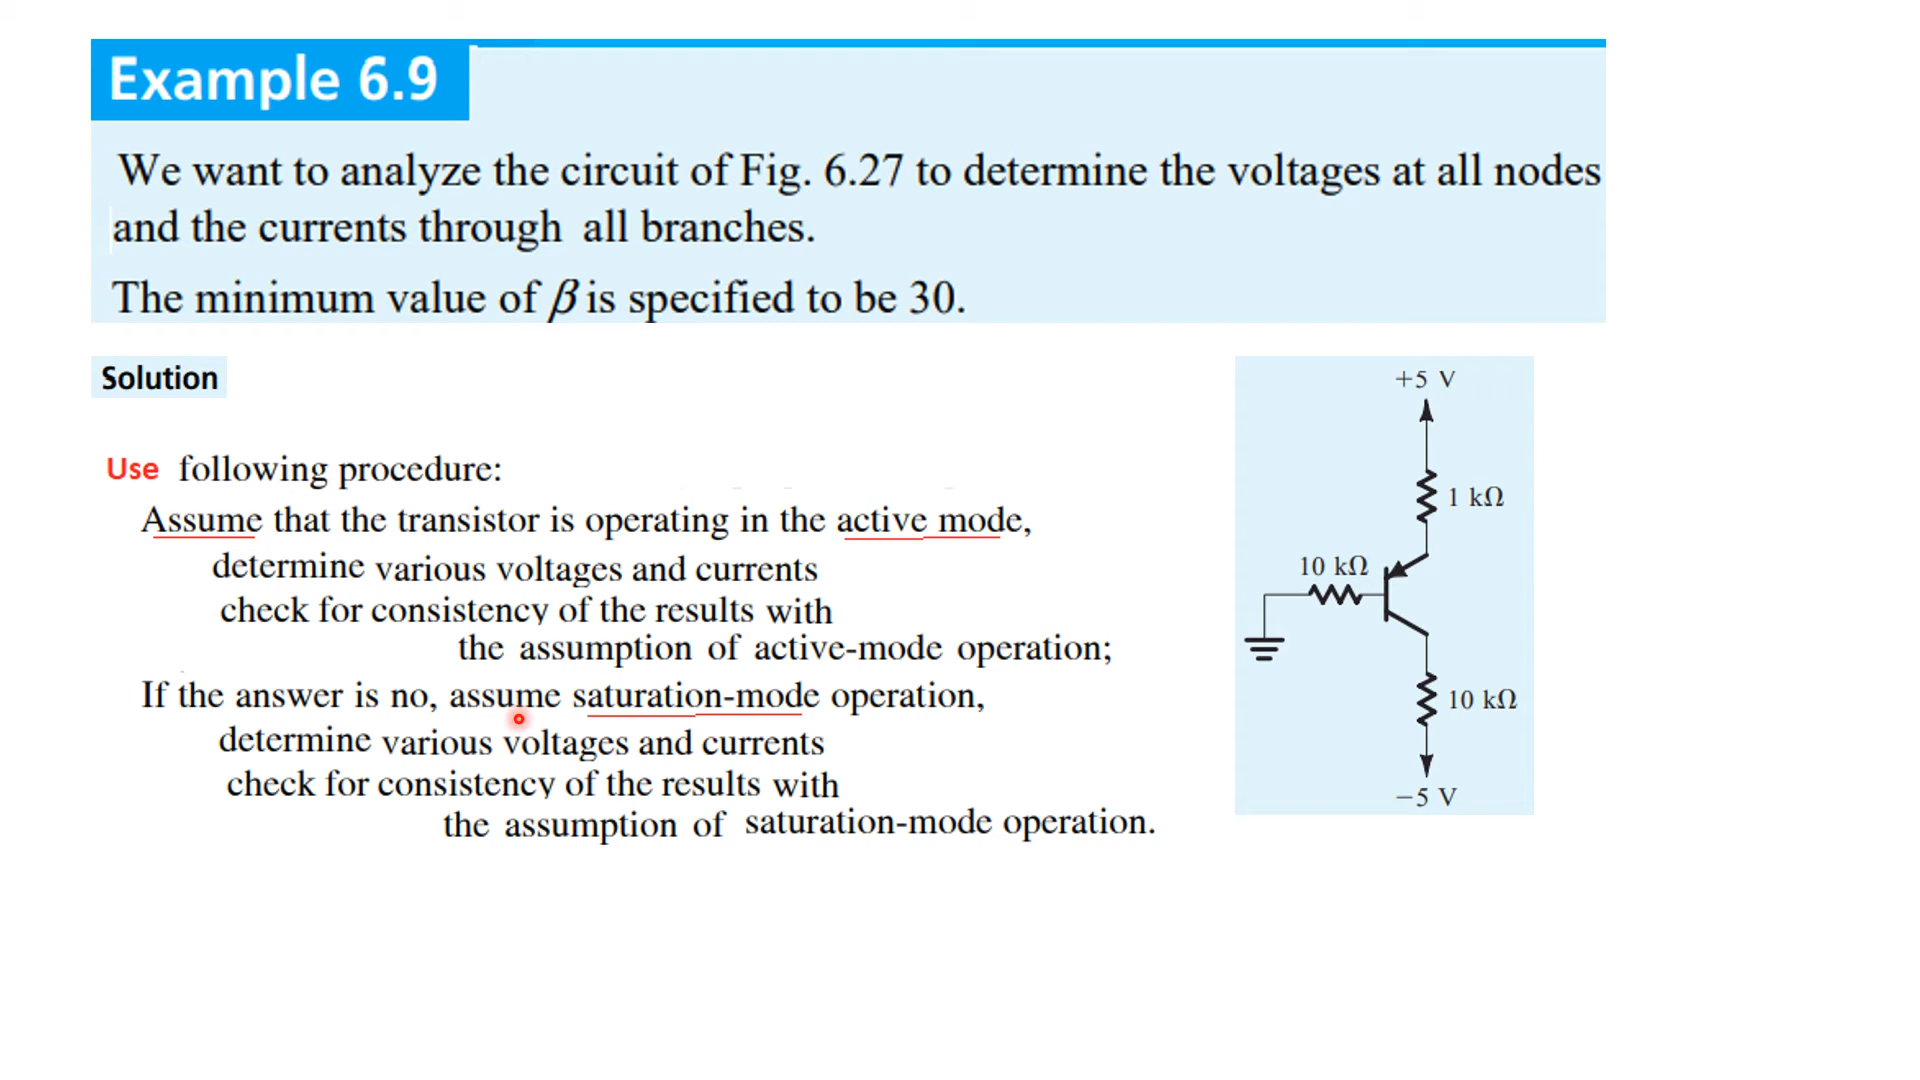 Example 6.9
We want to analyze the circuit of Fig. 6.27 to determine the voltages at all nodes
and the currents through all branches.
The minimum value of β is specified to be 30.
Solution
Use following procedure:
Assume that the transistor is operating in the active mode,
determine various voltages and currents
check for consistency of the results with
the assumption of active-mode operation;
If the answer is no, assume saturation-mode operation,
determine various voltages and currents
check for consistency of the results with
the assumption of saturation-mode operation.
+5 V
1 kΩ
10 kΩ
10 kΩ
−5 V